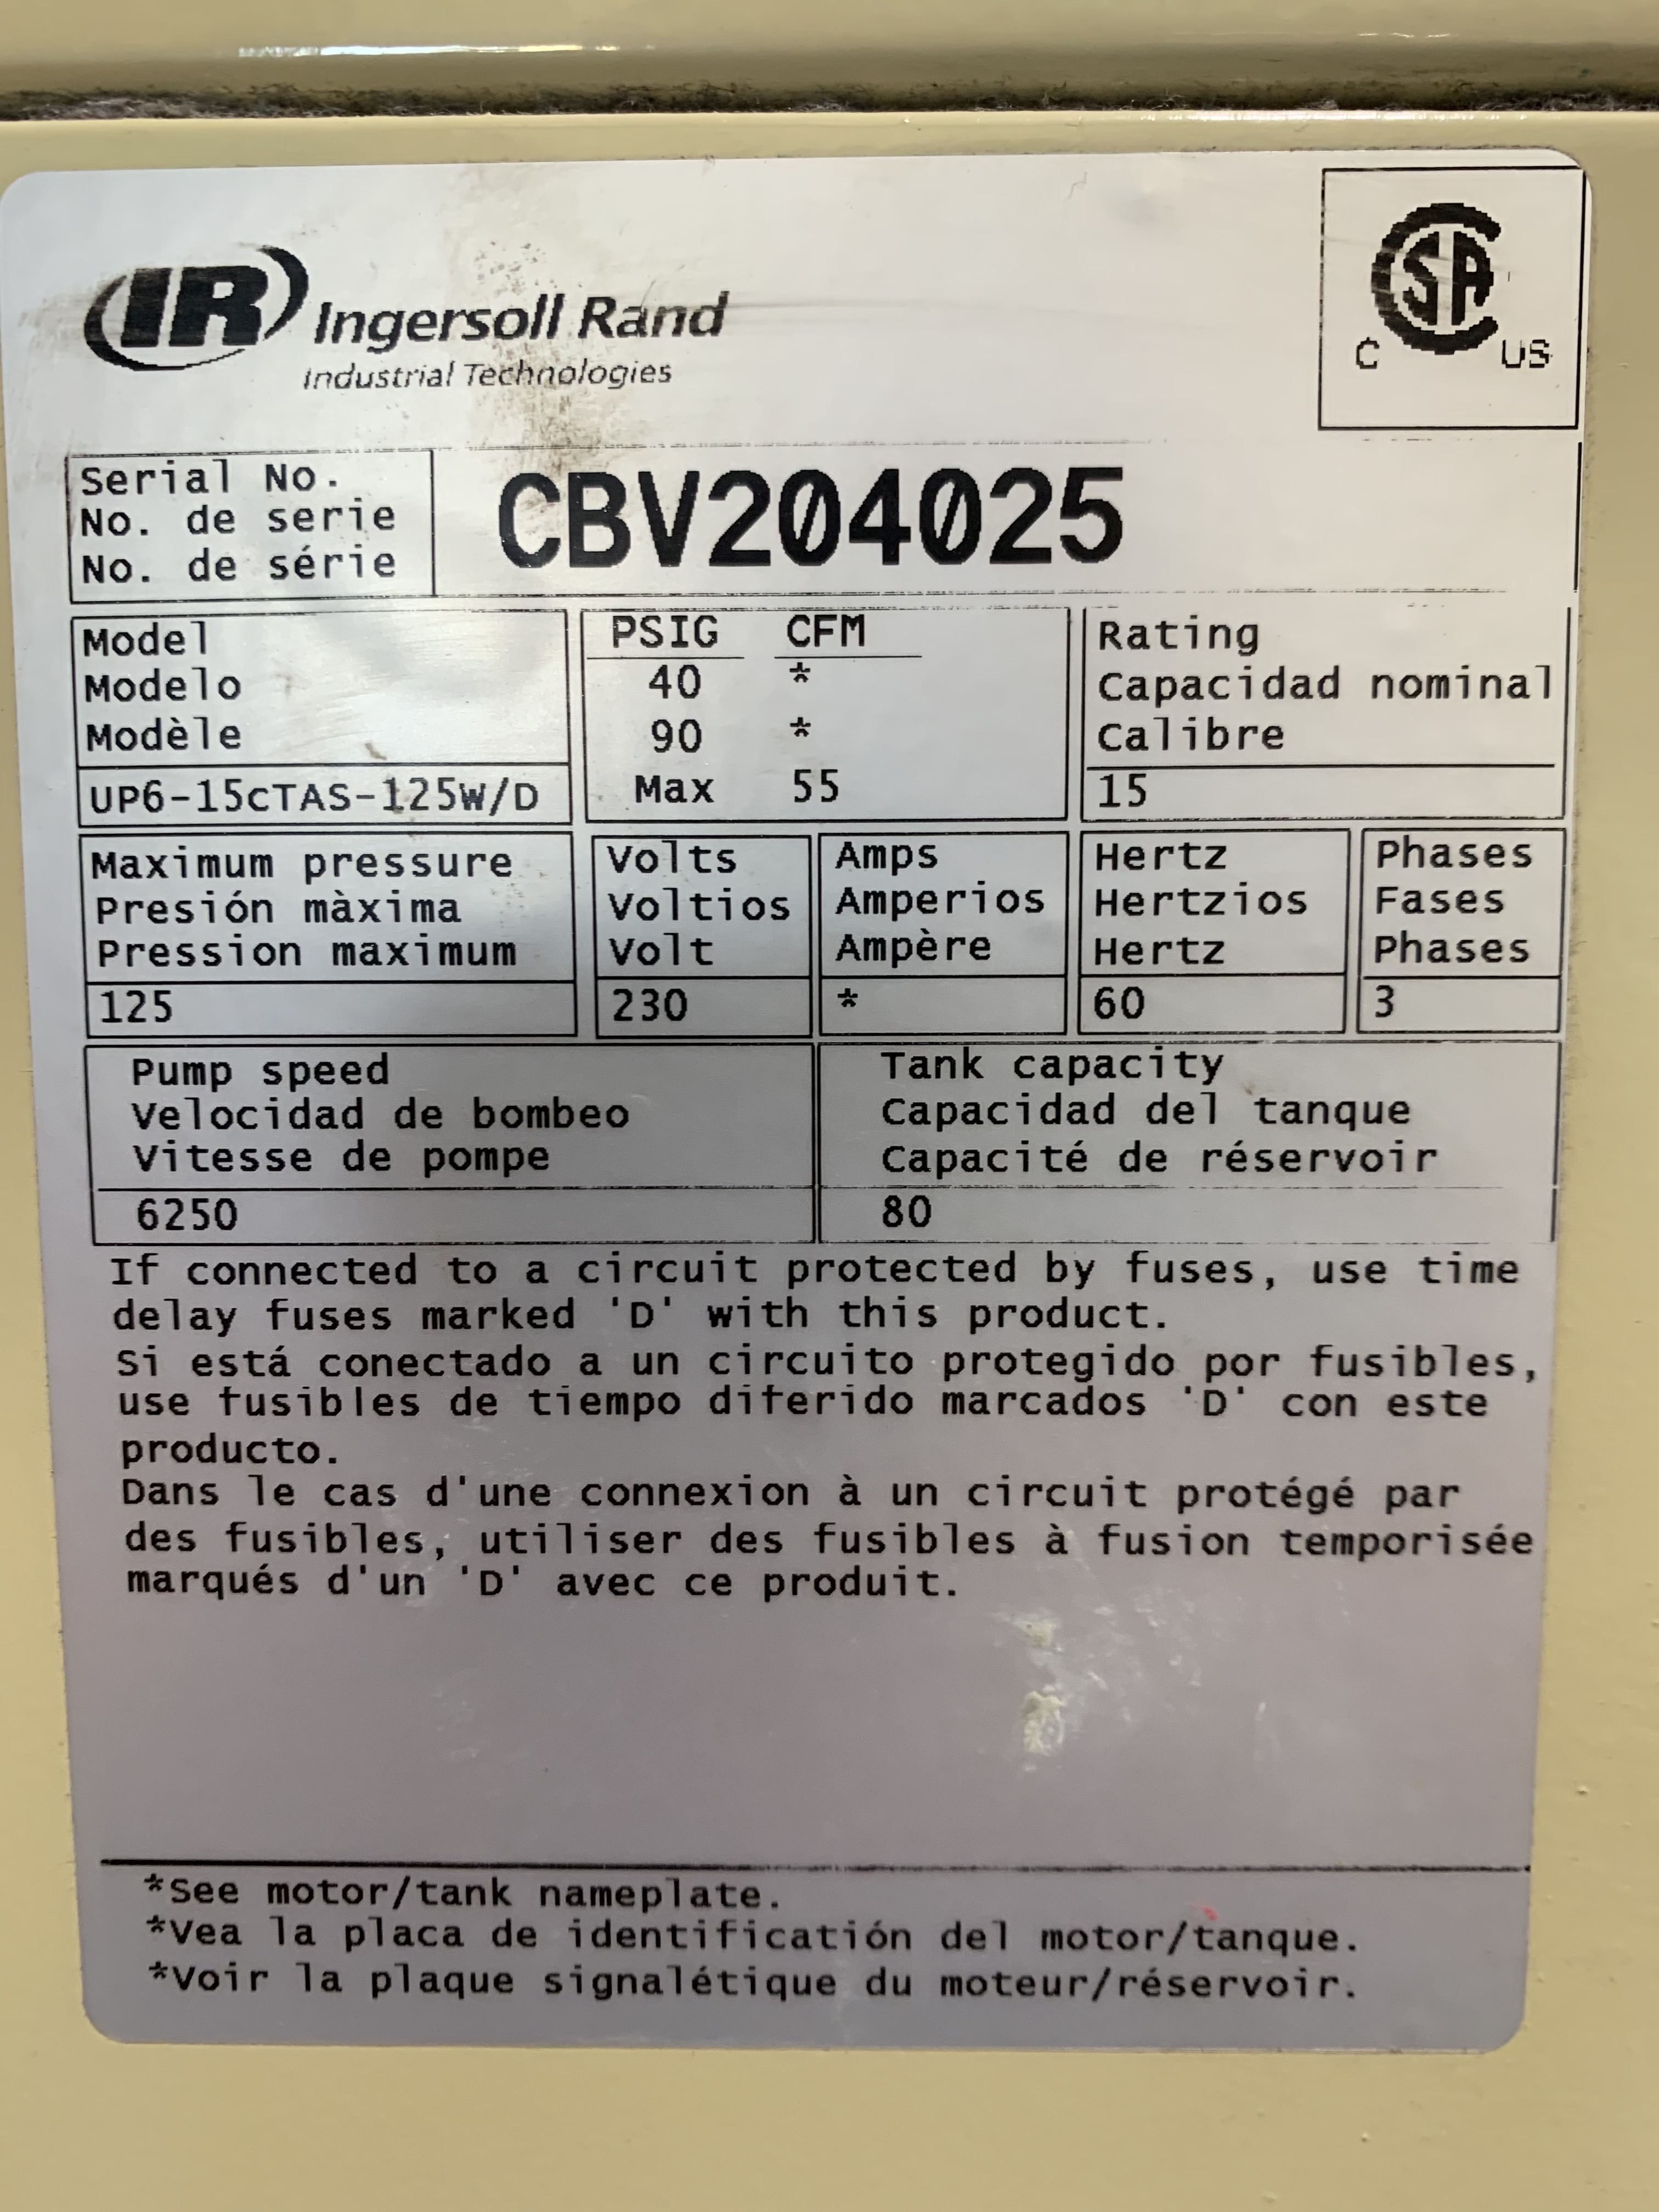 IR Ingersoll Rand
Industrial Technologies
CSA
C US
Serial No.
No. de serie
No. de série
CBV204025
Model
Modelo
Modèle
UP6-15cTAS-125W/D
PSIG CFM
40 *
90 *
Max 55
Rating
Capacidad nominal
Calibre
15
Maximum pressure
Presión màxima
Pression maximum
125
Volts
Voltios
Volt
230
Amps
Amperios
Ampère
*
Hertz
Hertzios
Hertz
60
Phases
Fases
Phases
3
Pump speed
Velocidad de bombeo
Vitesse de pompe
6250
Tank capacity
Capacidad del tanque
Capacité de réservoir
80
If connected to a circuit protected by fuses, use time
delay fuses marked 'D' with this product.
Si está conectado a un circuito protegido por fusibles,
use fusibles de tiempo diferido marcados 'D' con este
producto.
Dans le cas d'une connexion à un circuit protégé par
des fusibles, utiliser des fusibles à fusion temporisée
marqués d'un 'D' avec ce produit.
*See motor/tank nameplate.
*Vea la placa de identificación del motor/tanque.
*Voir la plaque signalétique du moteur/réservoir.